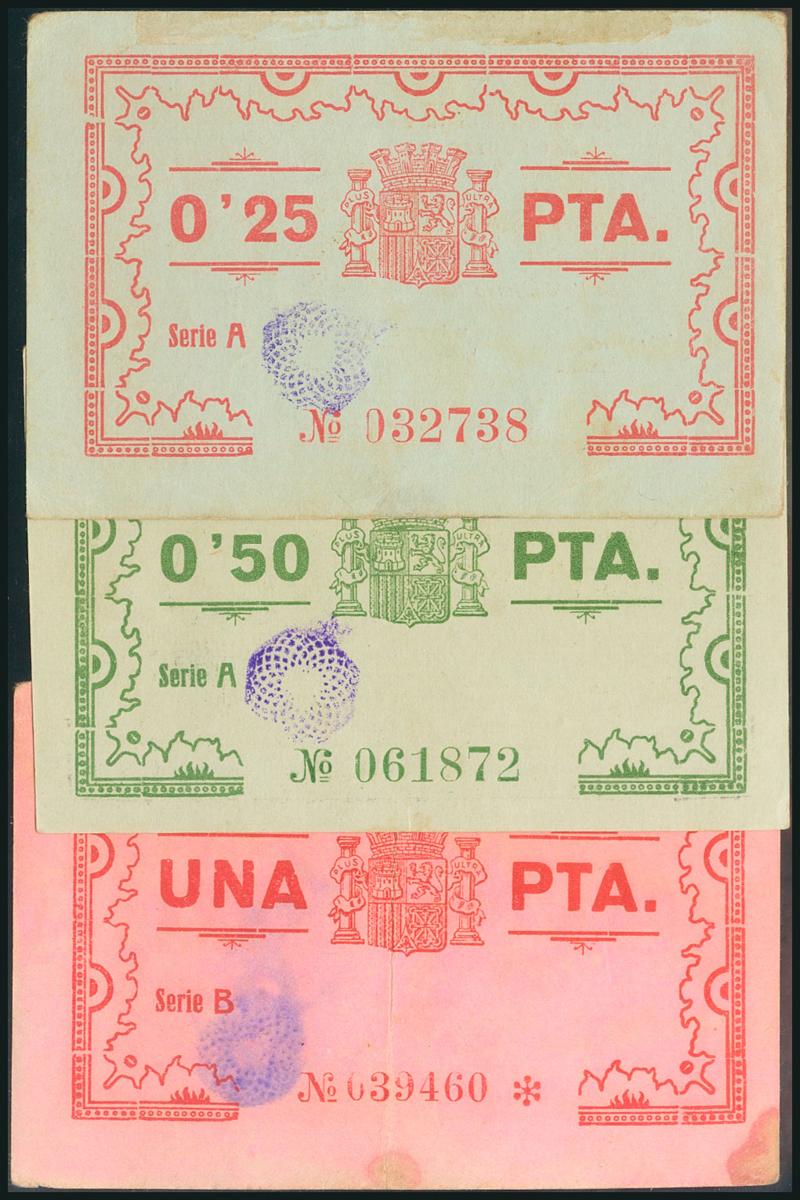 0'25 PLUS ULTRA PTA.
Serie A
Nº 032738
0'50 PLUS ULTRA PTA.
Serie A
Nº 061872
UNA PLUS ULTRA PTA.
Serie B
Nº 039460 *